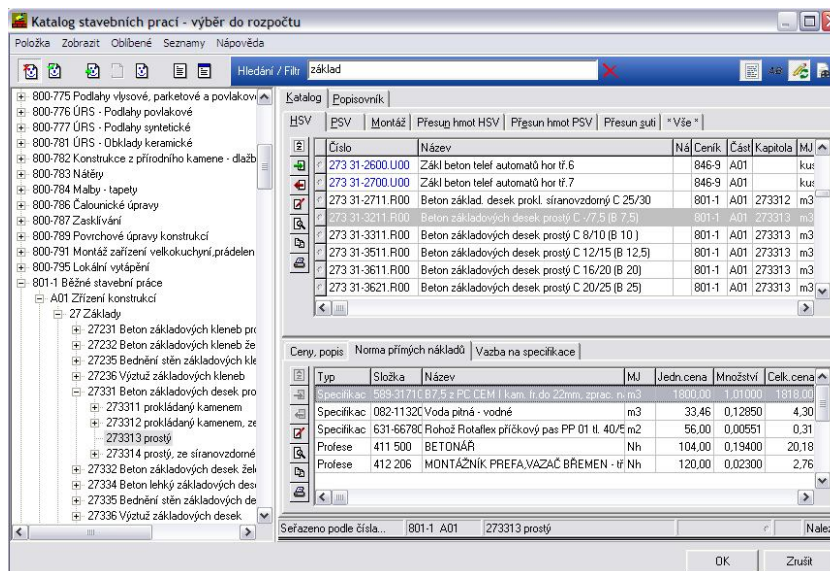 Katalog stavebních prací - výběr do rozpočtu
Položka Zobrazit Oblíbené Seznamy Nápověda
Hledání / Filtr základ
800-775 Podlahy vlysové, parketové a povlakov
800-776 ÚRS - Podlahy povlakové
800-777 ÚRS - Podlahy syntetické
800-781 ÚRS - Obklady keramické
800-782 Konstrukce z přírodního kamene - dlažb
800-783 Nátěry
800-784 Malby - tapety
800-786 Čalounické úpravy
800-787 Zasklívání
800-789 Povrchové úpravy konstrukcí
800-791 Montáž zařízení velkokuchyní,prádelen
800-795 Lokální vytápění
801-1 Běžné stavební práce
A01 Zřízení konstrukcí
27 Základy
27231 Beton základových kleneb pro
27232 Beton základových kleneb že
27235 Bednění stěn základových kle
27236 Výztuž základových kleneb
27331 Beton základových desek pro
273311 prokládaný kamenem
273312 prokládaný kamenem, ze
273313 prostý
273314 prostý, ze síranovzdorné
27332 Beton základových desek žele
27334 Beton lehký základových des
27335 Bednění stěn základových de
27336 Výztuž základových desek
Katalog Popisovník
HSV PSV Montáž Přesun hmot HSV Přesun hmot PSV Přesun suti * Vše *
Číslo Název Ná Ceník Část Kapitola MJ
273 31-2600.U00 Zákl beton telef automatů hor tř.6 846-9 A01 kus
273 31-2700.U00 Zákl beton telef automatů hor tř.7 846-9 A01 kus
273 31-2711.R00 Beton základ. desek prokl. síranovzdorný C 25/30 801-1 A01 273312 m3
273 31-3211.R00 Beton základových desek prostý C -/7,5 (B 7,5) 801-1 A01 273313 m3
273 31-3311.R00 Beton základových desek prostý C 8/10 (B 10 ) 801-1 A01 273313 m3
273 31-3511.R00 Beton základových desek prostý C 12/15 (B 12,5) 801-1 A01 273313 m3
273 31-3611.R00 Beton základových desek prostý C 16/20 (B 20) 801-1 A01 273313 m3
273 31-3621.R00 Beton základových desek prostý C 20/25 (B 25) 801-1 A01 273313 m3
Ceny, popis Norma přímých nákladů Vazba na specifikace
Typ Složka Název MJ Jedn.cena Množství Celk.cena
Specifikac 589-3171 B7,5 z PC CEM I kam. fr.do 22mm, zprac. n m3 1800,00 1,01000 1818,00
Specifikac 082-1132 Voda pitná - vodné m3 33,46 0,12850 4,30
Specifikac 631-6678 Rohož Rotaflex příčkový pas PP 01 tl. 40/5 m2 56,00 0,00551 0,31
Profese 411 500 BETONÁŘ Nh 104,00 0,19400 20,18
Profese 412 206 MONTÁŽNÍK PREFA,VAZAČ BŘEMEN - tř Nh 120,00 0,02300 2,76
Seřazeno podle čísla... 801-1 A01 273313 prostý Nalez
OK Zrušit